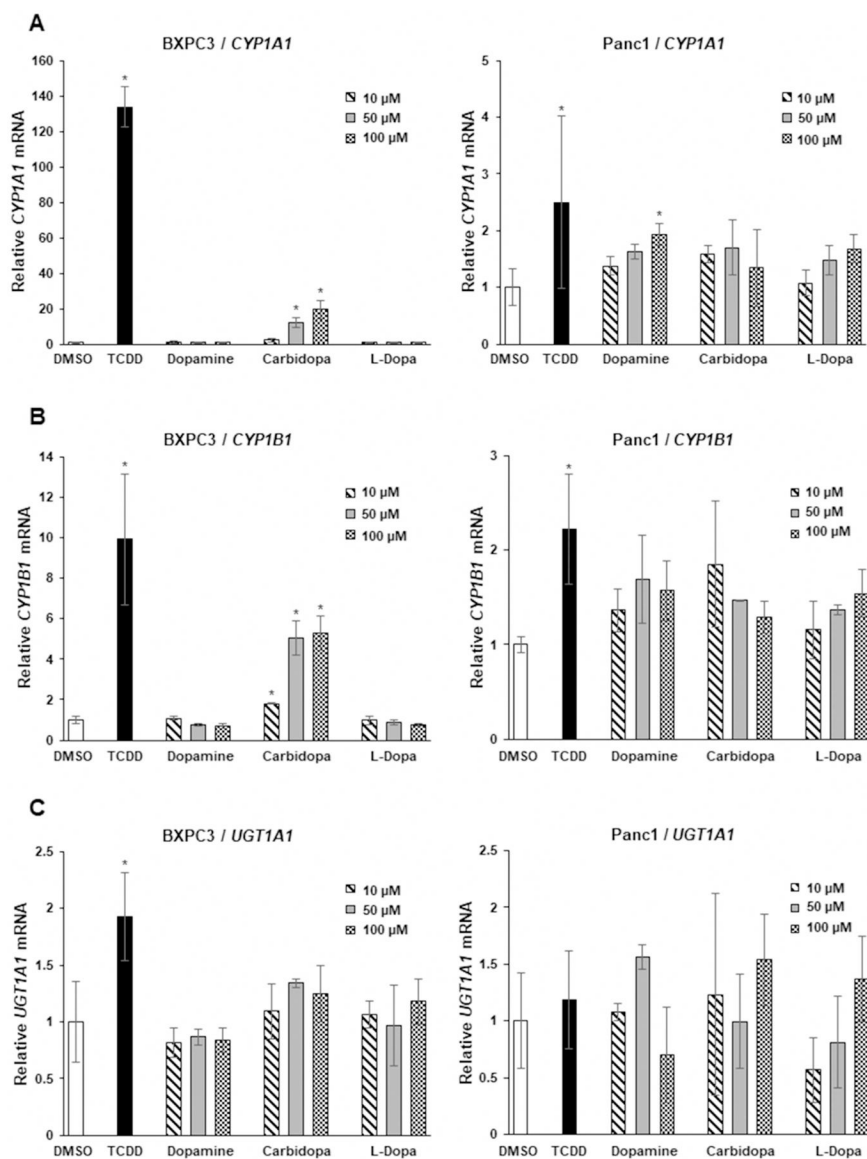 A
BXPC3 / CYP1A1
Relative CYP1A1 mRNA
160
140
120
100
80
60
40
20
0
*
*
*
10 µM
50 µM
100 µM
DMSO TCDD Dopamine Carbidopa L-Dopa
Panc1 / CYP1A1
Relative CYP1A1 mRNA
5
4
3
2
1
0
*
*
10 µM
50 µM
100 µM
DMSO TCDD Dopamine Carbidopa L-Dopa
B
BXPC3 / CYP1B1
Relative CYP1B1 mRNA
14
12
10
8
6
4
2
0
*
*
*
*
10 µM
50 µM
100 µM
DMSO TCDD Dopamine Carbidopa L-Dopa
Panc1 / CYP1B1
Relative CYP1B1 mRNA
3
2
1
0
*
10 µM
50 µM
100 µM
DMSO TCDD Dopamine Carbidopa L-Dopa
C
BXPC3 / UGT1A1
Relative UGT1A1 mRNA
2.5
2
1.5
1
0.5
0
*
10 µM
50 µM
100 µM
DMSO TCDD Dopamine Carbidopa L-Dopa
Panc1 / UGT1A1
Relative UGT1A1 mRNA
2.5
2
1.5
1
0.5
0
10 µM
50 µM
100 µM
DMSO TCDD Dopamine Carbidopa L-Dopa